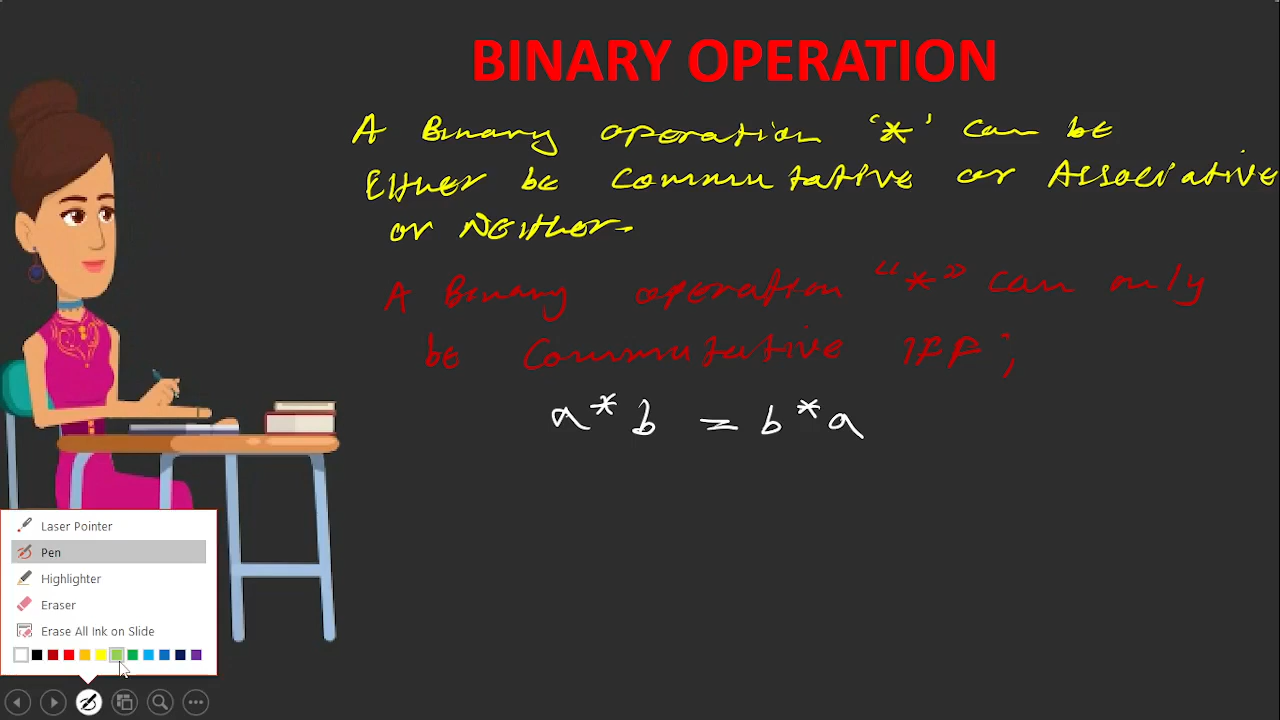 BINARY OPERATION
A Binary operation '*' can be
Either be commutative or Associative
or Neither.
A Binary operation "*" can only
be Commutative IFF;
a * b = b * a
Laser Pointer
Pen
Highlighter
Eraser
Erase All Ink on Slide